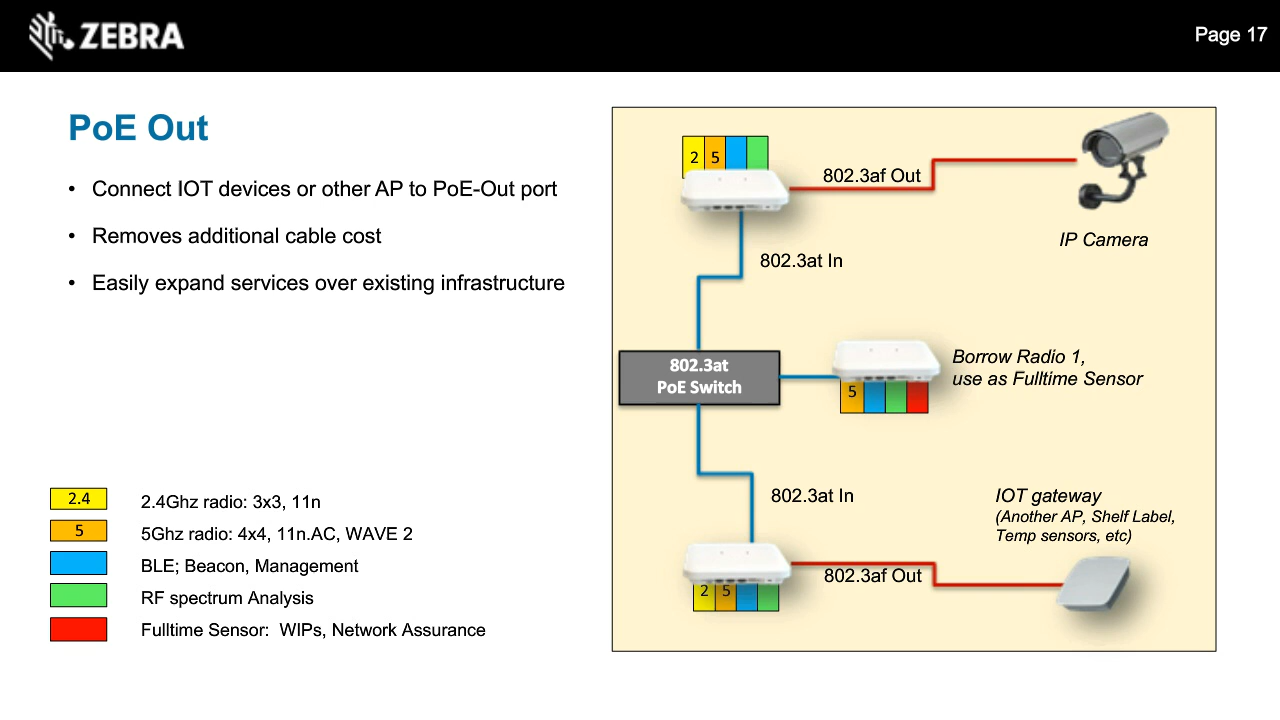 ZEBRA
Page 17
PoE Out
• Connect IOT devices or other AP to PoE-Out port
• Removes additional cable cost
• Easily expand services over existing infrastructure
2 5
802.3af Out
IP Camera
802.3at In
802.3at
PoE Switch
5
Borrow Radio 1,
use as Fulltime Sensor
802.3at In
IOT gateway
(Another AP, Shelf Label,
Temp sensors, etc)
802.3af Out
2 5
2.4 2.4Ghz radio: 3x3, 11n
5 5Ghz radio: 4x4, 11n.AC, WAVE 2
BLE; Beacon, Management
RF spectrum Analysis
Fulltime Sensor: WIPs, Network Assurance